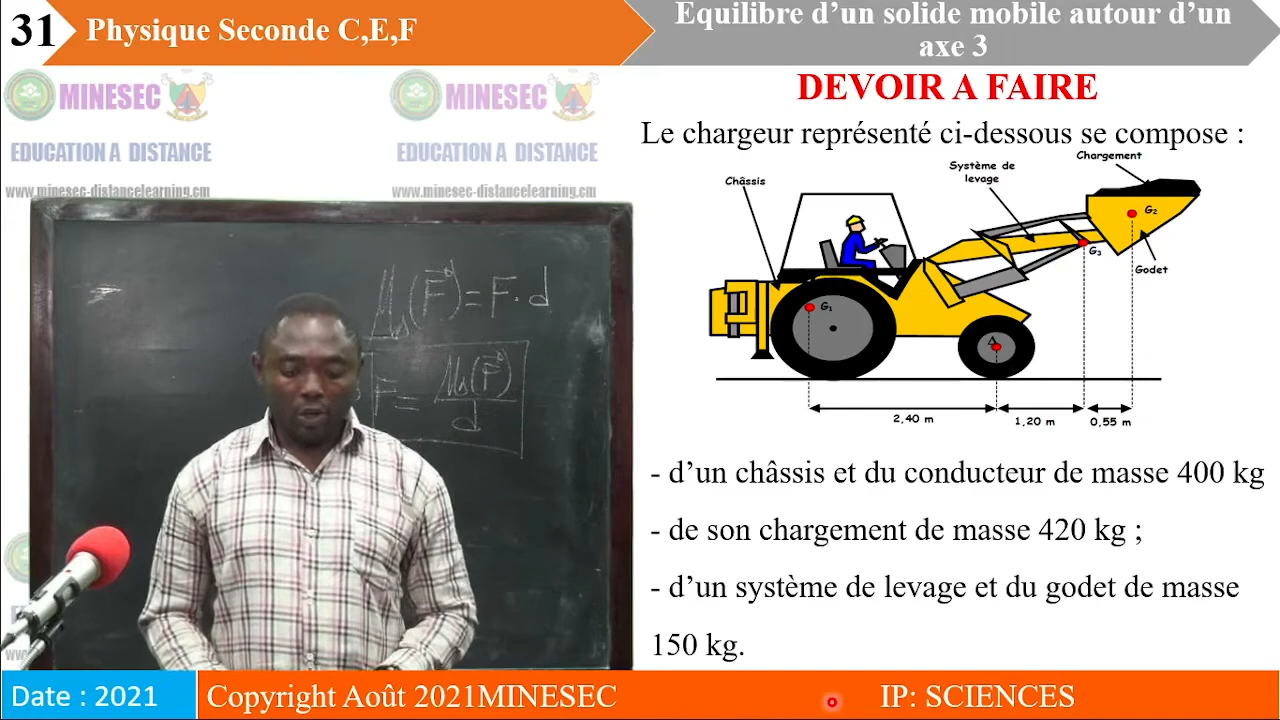 31
Physique Seconde C,E,F
Equilibre d’un solide mobile autour d’un
axe 3
MINESEC
EDUCATION A DISTANCE
www.minesec-distancelearning.cm
MINESEC
EDUCATION A DISTANCE
www.minesec-distancelearning.cm
DEVOIR A FAIRE
Le chargeur représenté ci-dessous se compose :
Chargement
Système de
levage
Châssis
G₂
G₃
Godet
G₁
Δ
2,40 m
1,20 m
0,55 m
M_Δ(F⃗) = F . d
F = M_Δ(F⃗) / d
- d’un châssis et du conducteur de masse 400 kg
- de son chargement de masse 420 kg ;
- d’un système de levage et du godet de masse
150 kg.
Date : 2021
Copyright Août 2021MINESEC
IP: SCIENCES